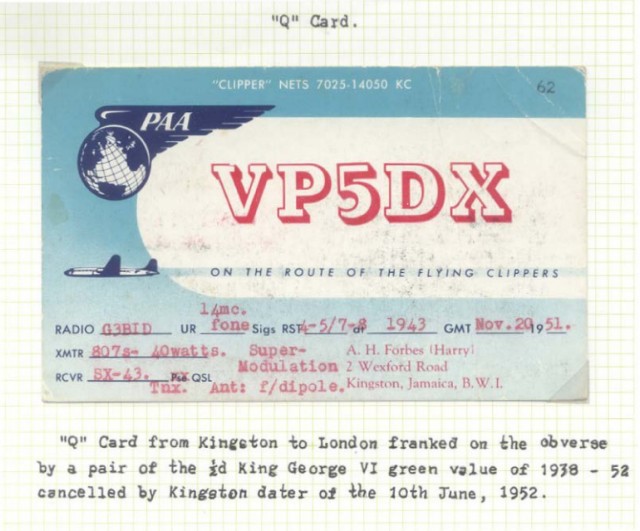 "Q" Card.
"CLIPPER" NETS 7025-14050 KC
62
PAA
VP5DX
ON THE ROUTE OF THE FLYING CLIPPERS
14mc.
RADIO G3BID UR fone Sigs RST 4-5/7-8 at 1943 GMT Nov.20 1951.
XMTR 807s- 40watts. Super- A. H. Forbes (Harry)
Modulation 2 Wexford Road
RCVR SX-43. QSL
Tnx. Ant: f/dipole. Kingston, Jamaica, B.W.I.
"Q" Card from Kingston to London franked on the obverse
by a pair of the ½d King George VI green value of 1938 - 52
cancelled by Kingston dater of the 10th June, 1952.